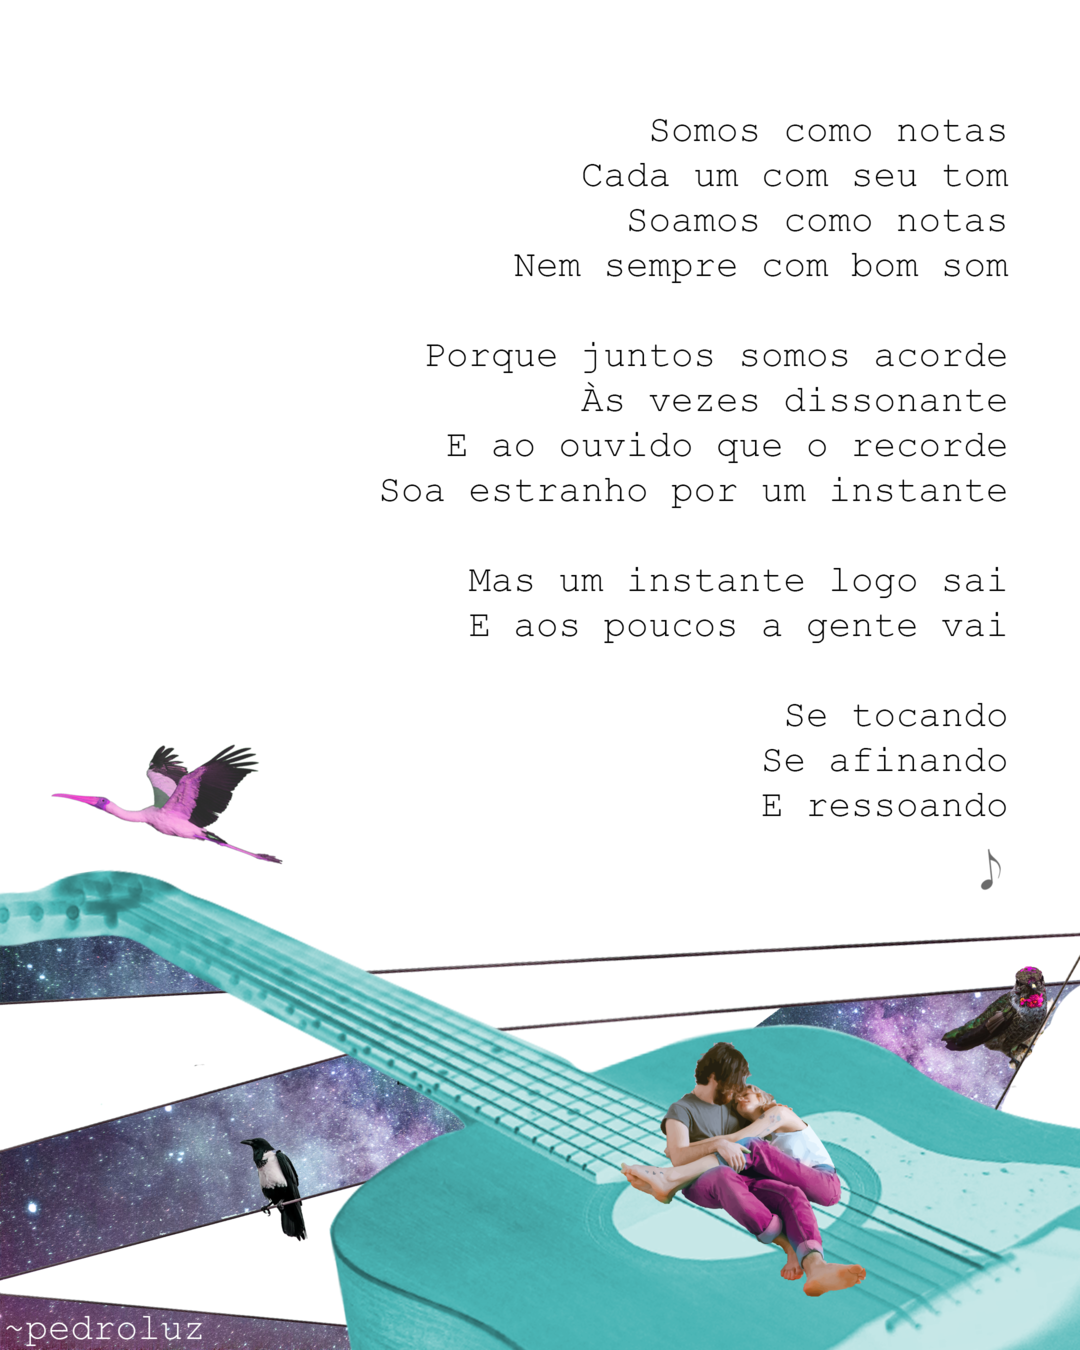 Somos como notas
Cada um com seu tom
Soamos como notas
Nem sempre com bom som
Porque juntos somos acorde
Às vezes dissonante
E ao ouvido que o recorde
Soa estranho por um instante
Mas um instante logo sai
E aos poucos a gente vai
Se tocando
Se afinando
E ressoando
~pedroluz